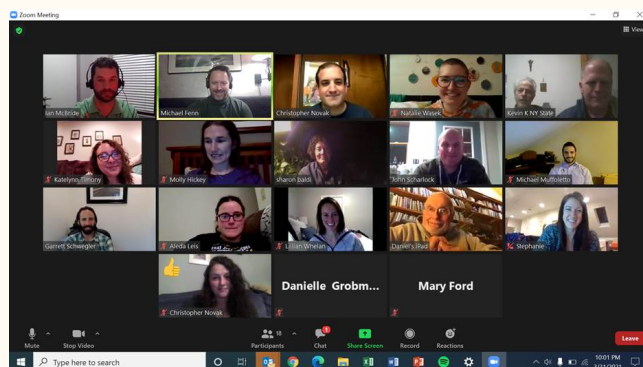 Zoom Meeting
View
Ian McBride
Michael Fenn
Christopher Novak
Natalie Wasek
Kevin K NY State
Katelynn Timony
Molly Hickey
sharon baldi
John Scharlock
Michael Muffoletto
Garrett Schwegler
Aleda Leis
Lillian Whelan
Daniel's iPad
Stephanie
Christopher Novak
Danielle Grobm...
Mary Ford
Mute
Stop Video
Participants
18
Chat
Share Screen
Record
Reactions
Leave
Type here to search
10:01 PM